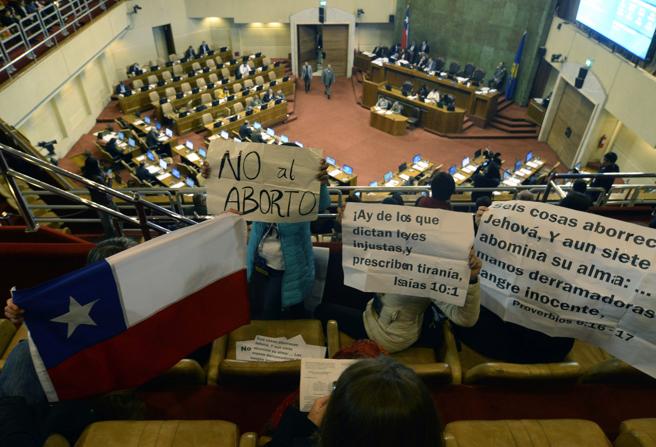 NO al
ABORTO
¡Ay de los que
dictan leyes
injustas,y
prescriben tiranía,
Isaías 10:1
seis cosas aborrece
Jehová, Y aun siete
abomina su alma: ...
manos derramadoras
sangre inocente,
Proverbios 6:16-17